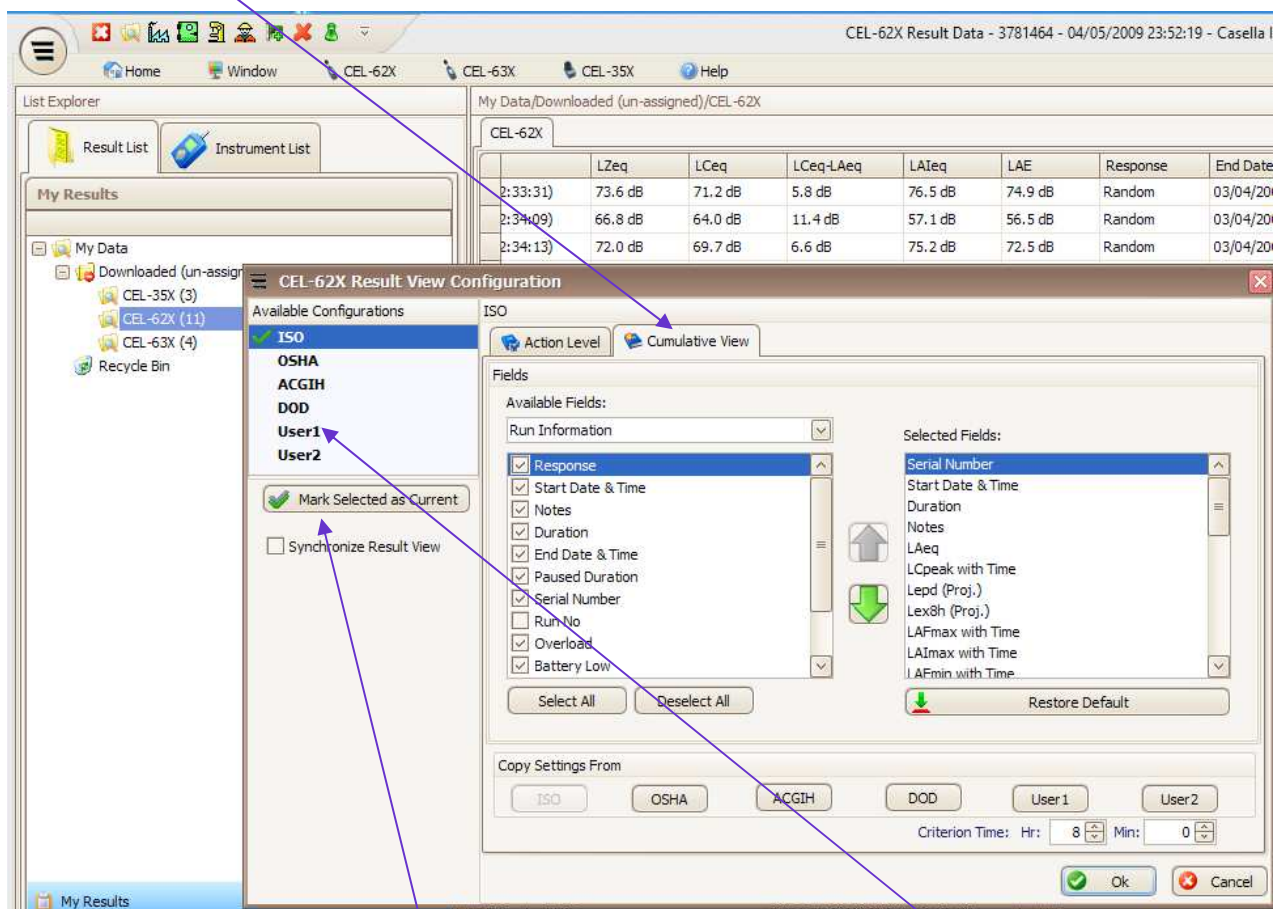 CEL-62X Result Data - 3781464 - 04/05/2009 23:52:19 - Casella I
Home Window CEL-62X CEL-63X CEL-35X Help
List Explorer
My Data/Downloaded (un-assigned)/CEL-62X
Result List Instrument List
CEL-62X
LZeq LCeq LCeq-LAeq LAIeq LAE Response End Date
2:33:31) 73.6 dB 71.2 dB 5.8 dB 76.5 dB 74.9 dB Random 03/04/20
2:34:09) 66.8 dB 64.0 dB 11.4 dB 57.1 dB 56.5 dB Random 03/04/20
2:34:13) 72.0 dB 69.7 dB 6.6 dB 75.2 dB 72.5 dB Random 03/04/20
My Results
My Data
Downloaded (un-assigr
CEL-35X (3)
CEL-62X (11)
CEL-63X (4)
Recycle Bin
My Results
CEL-62X Result View Configuration
Available Configurations
ISO
OSHA
ACGIH
DOD
User1
User2
Mark Selected as Current
Synchronize Result View
ISO
Action Level Cumulative View
Fields
Available Fields:
Run Information
Response
Start Date & Time
Notes
Duration
End Date & Time
Paused Duration
Serial Number
Run No
Overload
Battery Low
Select All Deselect All
Selected Fields:
Serial Number
Start Date & Time
Duration
Notes
LAeq
LCpeak with Time
Lepd (Proj.)
Lex8h (Proj.)
LAFmax with Time
LAImax with Time
LAFmin with Time
Restore Default
Copy Settings From
ISO OSHA ACGIH DOD User1 User2
Criterion Time: Hr: 8 Min: 0
Ok Cancel